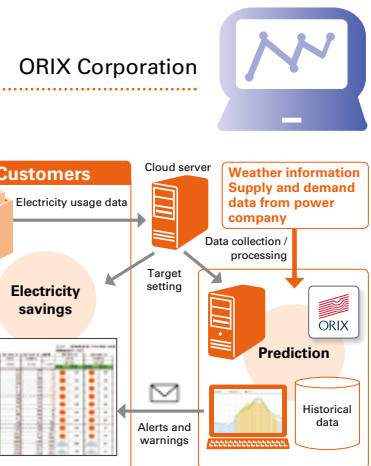 ORIX Corporation
Customers
Cloud server
Weather information
Supply and demand
data from power
company
Electricity usage data
Data collection /
processing
Target
setting
Electricity
savings
ORIX
Prediction
Historical
data
Alerts and
warnings